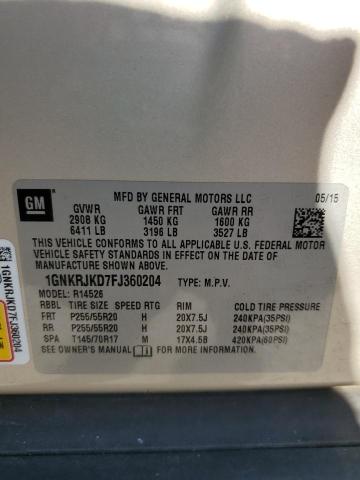 GM
MFD BY GENERAL MOTORS LLC 05/15
GVWR GAWR FRT GAWR RR
2908 KG 1450 KG 1600 KG
6411 LB 3196 LB 3527 LB
THIS VEHICLE CONFORMS TO ALL APPLICABLE U.S. FEDERAL MOTOR
VEHICLE SAFETY STANDARDS IN EFFECT ON THE DATE OF
MANUFACTURE SHOWN ABOVE.
1GNKRJKD7FJ360204 TYPE: M.P.V.
MODEL: R14526
RBBL TIRE SIZE SPEED RTG RIM COLD TIRE PRESSURE
FRT P255/55R20 H 20X7.5J 240KPA(35PSI)
RR P255/55R20 H 20X7.5J 240KPA(35PSI)
SPA T145/70R17 M 17X4.5B 420KPA(60PSI)
SEE OWNER'S MANUAL FOR MORE INFORMATION.
1GNKRJKD7FJ360204